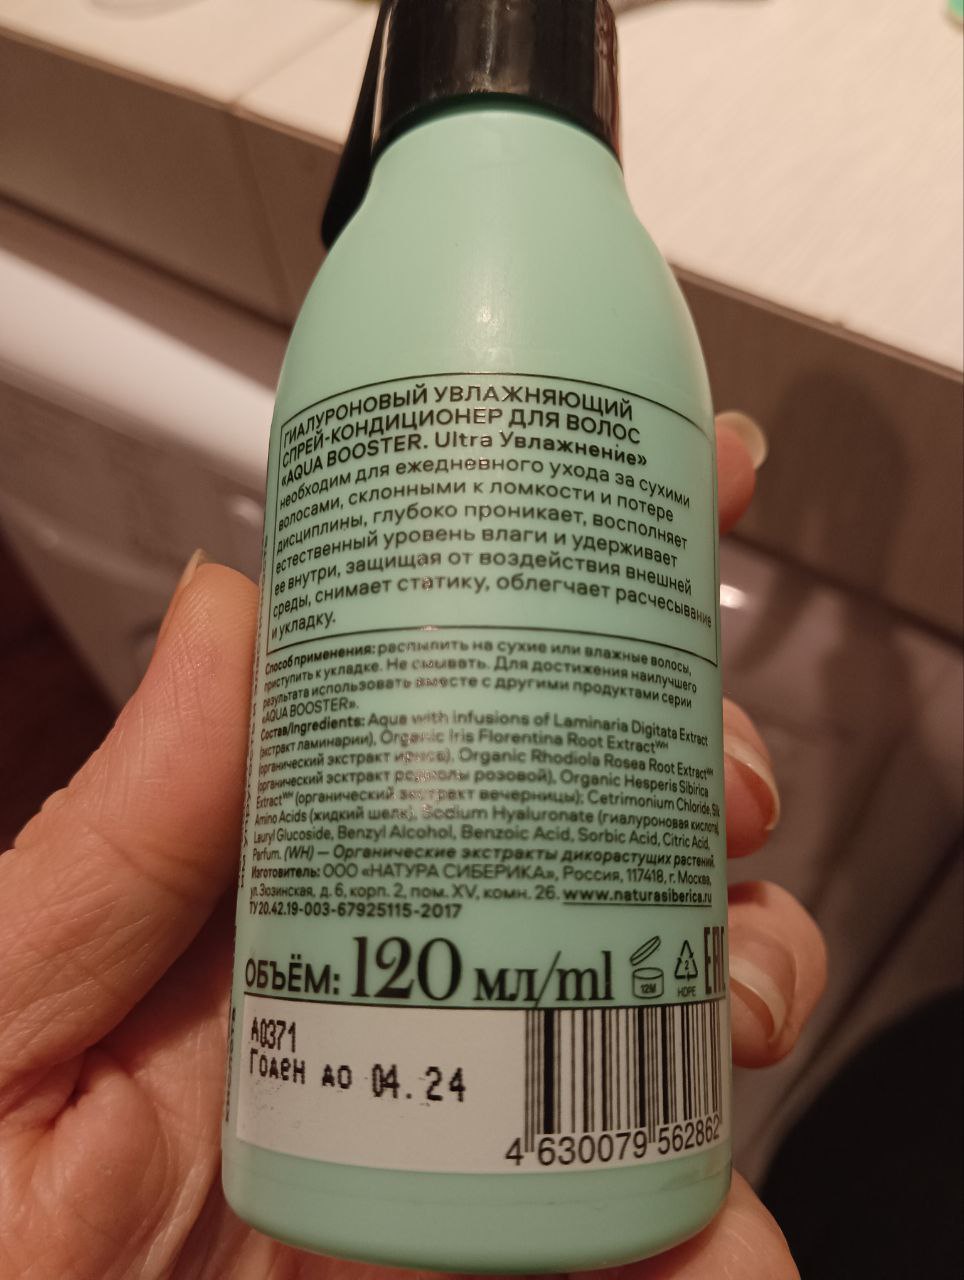 ГИАЛУРОНОВЫЙ УВЛАЖНЯЮЩИЙ
СПРЕЙ-КОНДИЦИОНЕР ДЛЯ ВОЛОС
«AQUA BOOSTER. Ultra Увлажнение»
необходим для ежедневного ухода за сухими
волосами, склонными к ломкости и потере
дисциплины, глубоко проникает, восполняет
естественный уровень влаги и удерживает
ее внутри, защищая от воздействия внешней
среды, снимает статику, облегчает расчесывание
и укладку.
Способ применения: распылить на сухие или влажные волосы,
приступить к укладке. Не смывать. Для достижения наилучшего
результата использовать вместе с другими продуктами серии
«AQUA BOOSTER».
Состав/Ingredients: Aqua with Infusions of Laminaria Digitata Extract
(экстракт ламинарии), Organic Iris Florentina Root Extractᵂᴴ
(органический экстракт ириса), Organic Rhodiola Rosea Root Extractᵂᴴ
(органический эсктракт родиолы розовой), Organic Hesperis Sibirica
Extractᵂᴴ (органический экстракт вечерницы); Cetrimonium Chloride, Silk
Amino Acids (жидкий шелк), Sodium Hyaluronate (гиалуроновая кислота),
Lauryl Glucoside, Benzyl Alcohol, Benzoic Acid, Sorbic Acid, Citric Acid,
Parfum. (WH) — Органические экстракты дикорастущих растений.
Изготовитель: ООО «НАТУРА СИБЕРИКА», Россия, 117418, г. Москва,
ул. Зюзинская, д. 6, корп. 2, пом. XV, комн. 26. www.naturasiberica.ru
ТУ 20.42.19-003-67925115-2017
ОБЪЁМ: 120 мл/ml
12M
2
HDPE
EAC
A0371
Годен до 04.24
4 630079 562862